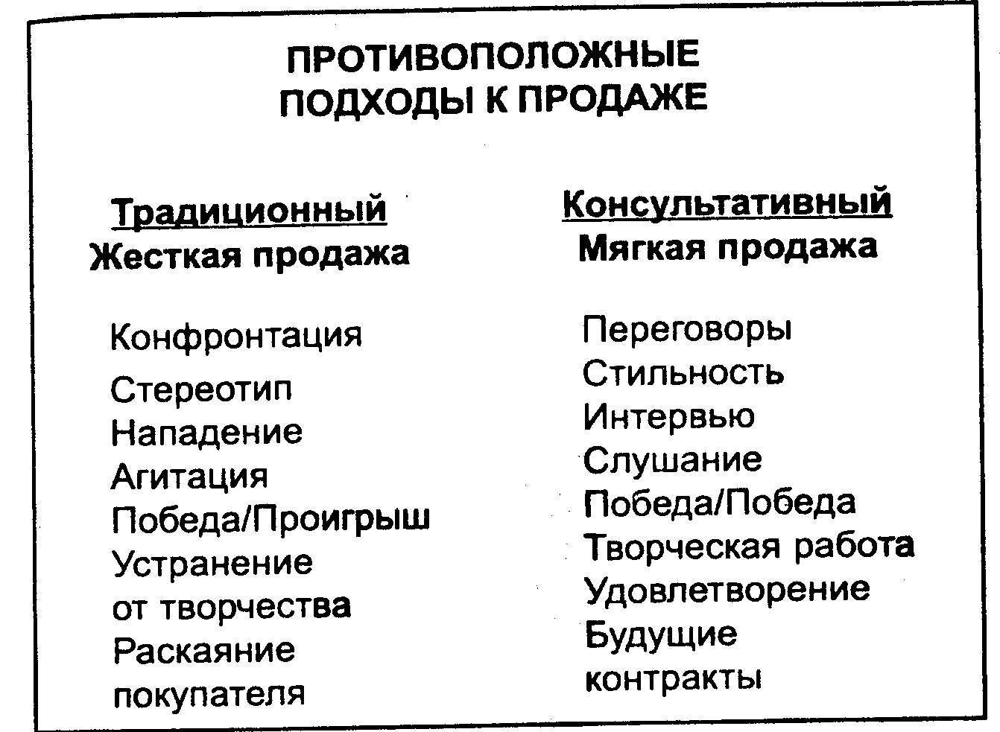 ПРОТИВОПОЛОЖНЫЕ
ПОДХОДЫ К ПРОДАЖЕ
Традиционный
Жесткая продажа
Конфронтация
Стереотип
Нападение
Агитация
Победа/Проигрыш
Устранение
от творчества
Раскаяние
покупателя
Консультативный
Мягкая продажа
Переговоры
Стильность
Интервью
Слушание
Победа/Победа
Творческая работа
Удовлетворение
Будущие
контракты